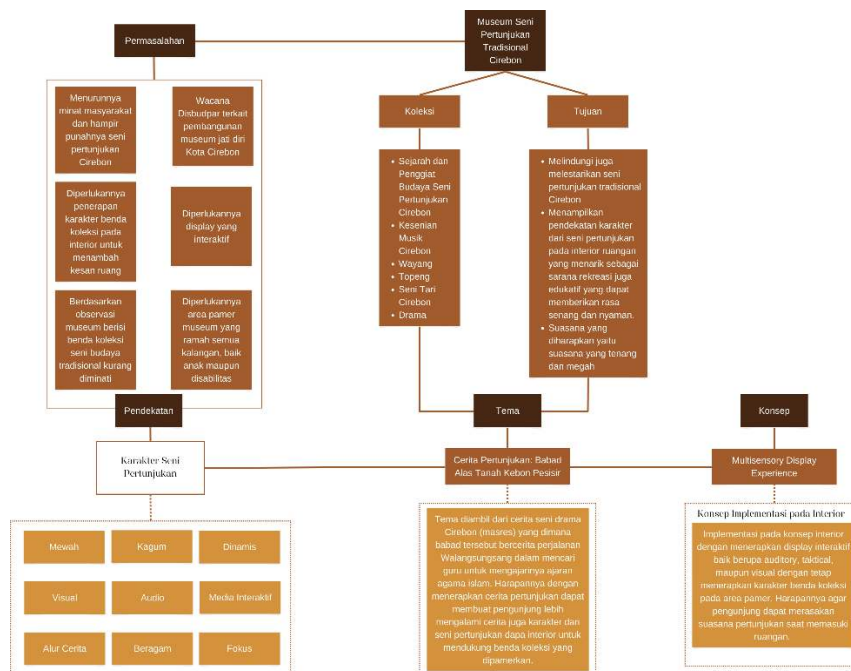 Museum Seni
Pertunjukan
Tradisional
Cirebon
Permasalahan
Menurunnya
minat masyarakat
dan hampir
punahnya seni
pertunjukan
Cirebon
Wacana
Disbudpar terkait
pembangunan
museum jati diri
Kota Cirebon
Diperlukannya
penerapan
karakter benda
koleksi pada
interior untuk
menambah
kesan ruang
Diperlukannya
display yang
interaktif
Berdasarkan
observasi
museum berisi
benda koleksi
seni budaya
tradisional kurang
diminati
Diperlukannya
area pamer
museum yang
ramah semua
kalangan, baik
anak maupun
disabilitas
Koleksi
• Sejarah dan
Penggiat
Budaya Seni
Pertunjukan
Cirebon
• Kesenian
Musik
Cirebon
• Wayang
• Topeng
• Seni Tari
Cirebon
• Drama
Tujuan
• Melindungi juga
melestarikan seni
pertunjukan tradisional
Cirebon
• Menampilkan
pendekatan karakter
dari seni pertunjukan
pada interior ruangan
yang menarik sebagai
sarana rekreasi juga
edukatif yang dapat
memberikan rasa
senang dan nyaman.
• Suasana yang
diharapkan yaitu
suasana yang tenang
dan megah
Pendekatan
Tema
Konsep
Karakter Seni
Pertunjukan
Cerita Pertunjukan: Babad
Alas Tanah Kebon Pesisir
Multisensory Display
Experience
Mewah
Kagum
Dinamis
Visual
Audio
Media Interaktif
Alur Cerita
Beragam
Fokus
Tema diambil dari cerita seni drama
Cirebon (masres) yang dimana
babad tersebut bercerita perjalanan
Walangsungsang dalam mencari
guru untuk mengajarinya ajaran
agama islam. Harapannya dengan
menerapkan cerita pertunjukan dapat
membuat pengunjung lebih
mengalami cerita juga karakter dan
seni pertunjukan dapa interior untuk
mendukung benda koleksi yang
dipamerkan.
Konsep Implementasi pada Interior
Implementasi pada konsep interior
dengan menerapkan display interaktif
baik berupa auditory, taktical,
maupun visual dengan tetap
menerapkan karakter benda koleksi
pada area pamer. Harapannya agar
pengunjung dapat merasakan
suasana pertunjukan saat memasuki
ruangan.